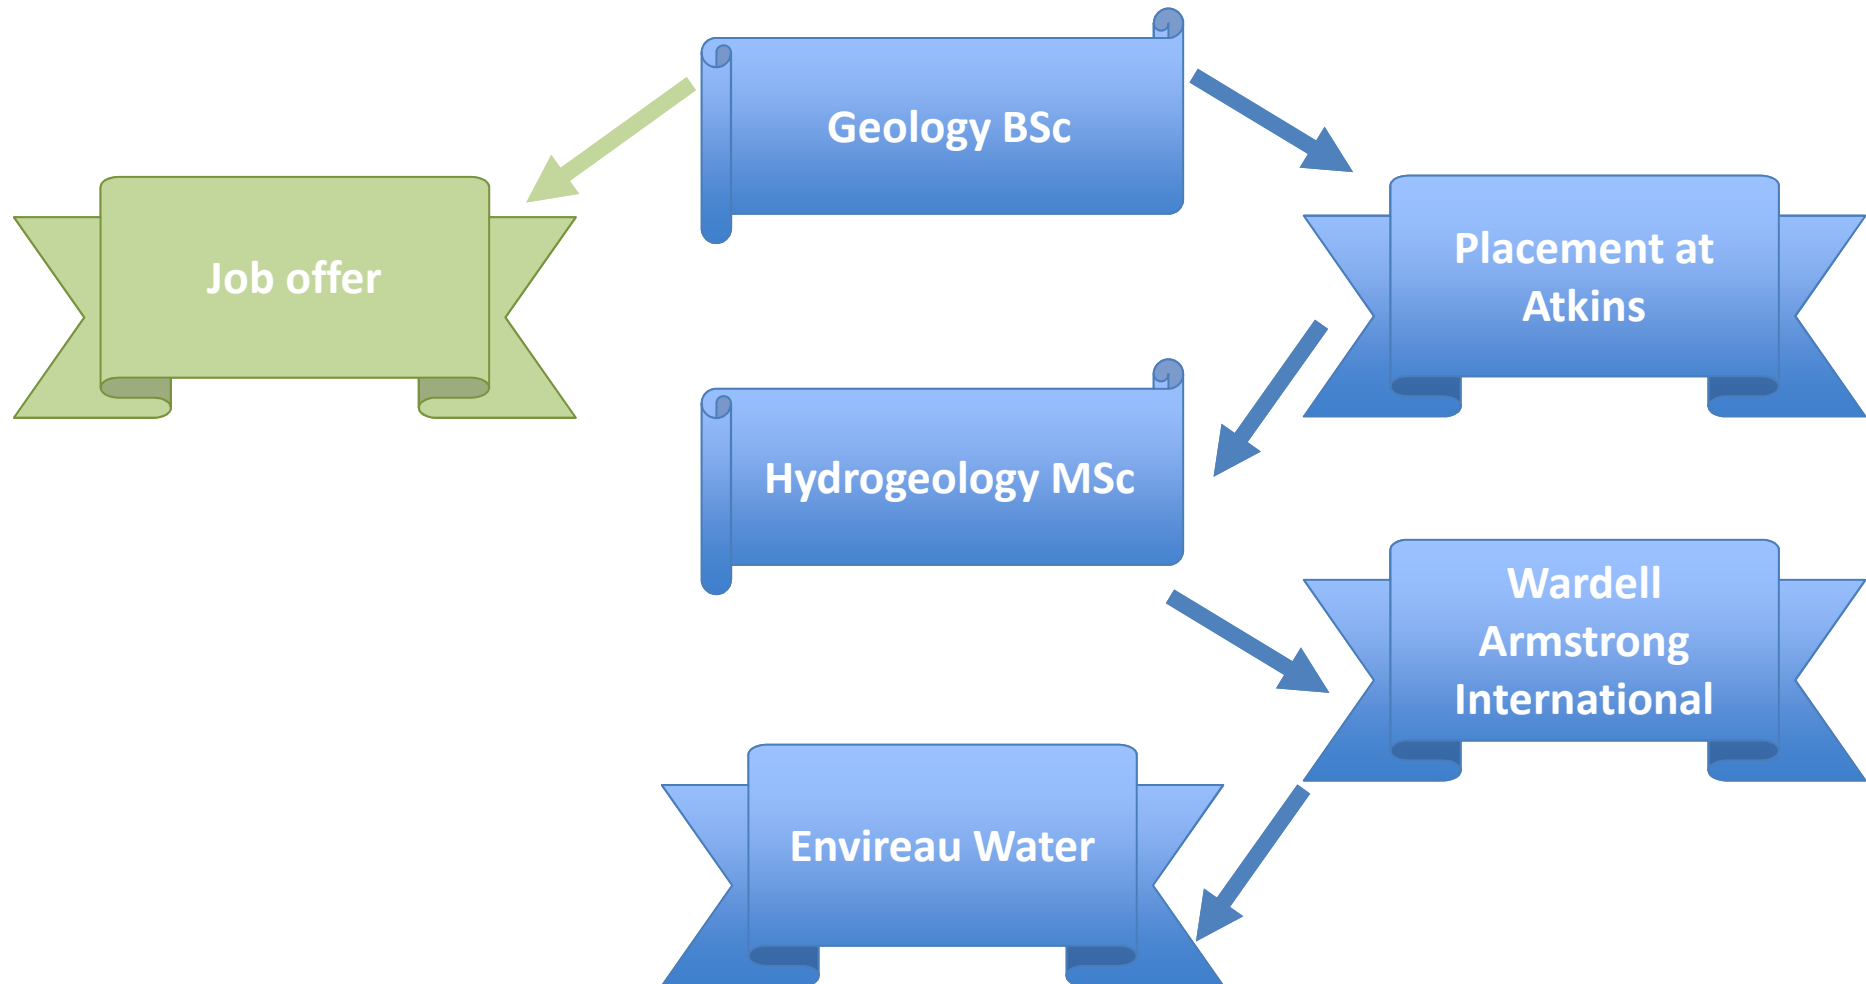 Geology BSc
Job offer
Placement at
Atkins
Hydrogeology MSc
Wardell
Armstrong
International
Envireau Water